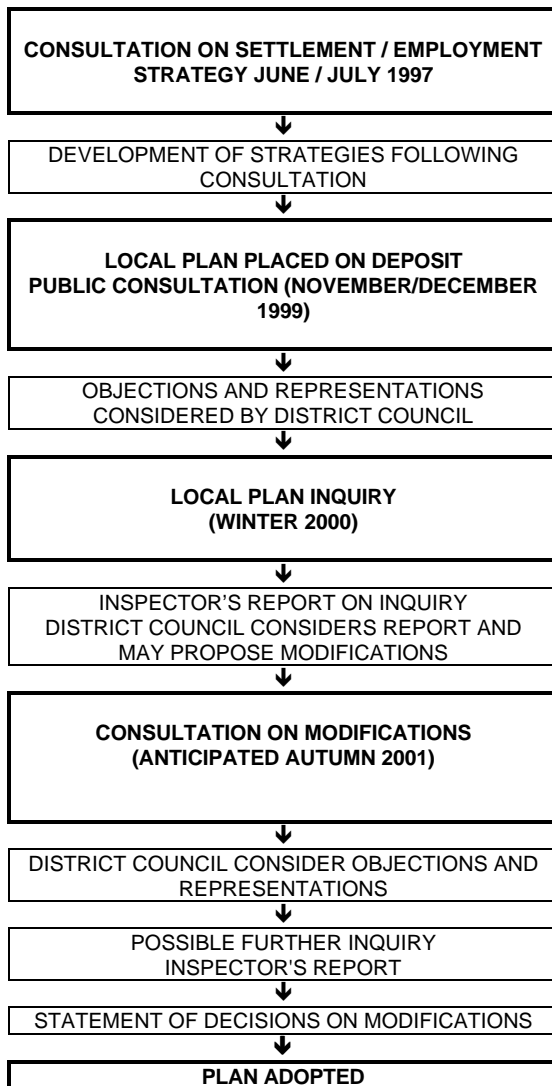 CONSULTATION ON SETTLEMENT / EMPLOYMENT
STRATEGY JUNE / JULY 1997
DEVELOPMENT OF STRATEGIES FOLLOWING
CONSULTATION
LOCAL PLAN PLACED ON DEPOSIT
PUBLIC CONSULTATION (NOVEMBER/DECEMBER
1999)
OBJECTIONS AND REPRESENTATIONS
CONSIDERED BY DISTRICT COUNCIL
LOCAL PLAN INQUIRY
(WINTER 2000)
INSPECTOR'S REPORT ON INQUIRY
DISTRICT COUNCIL CONSIDERS REPORT AND
MAY PROPOSE MODIFICATIONS
CONSULTATION ON MODIFICATIONS
(ANTICIPATED AUTUMN 2001)
DISTRICT COUNCIL CONSIDER OBJECTIONS AND
REPRESENTATIONS
POSSIBLE FURTHER INQUIRY
INSPECTOR'S REPORT
STATEMENT OF DECISIONS ON MODIFICATIONS
PLAN ADOPTED